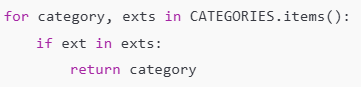 for category, exts in CATEGORIES.items():
    if ext in exts:
        return category